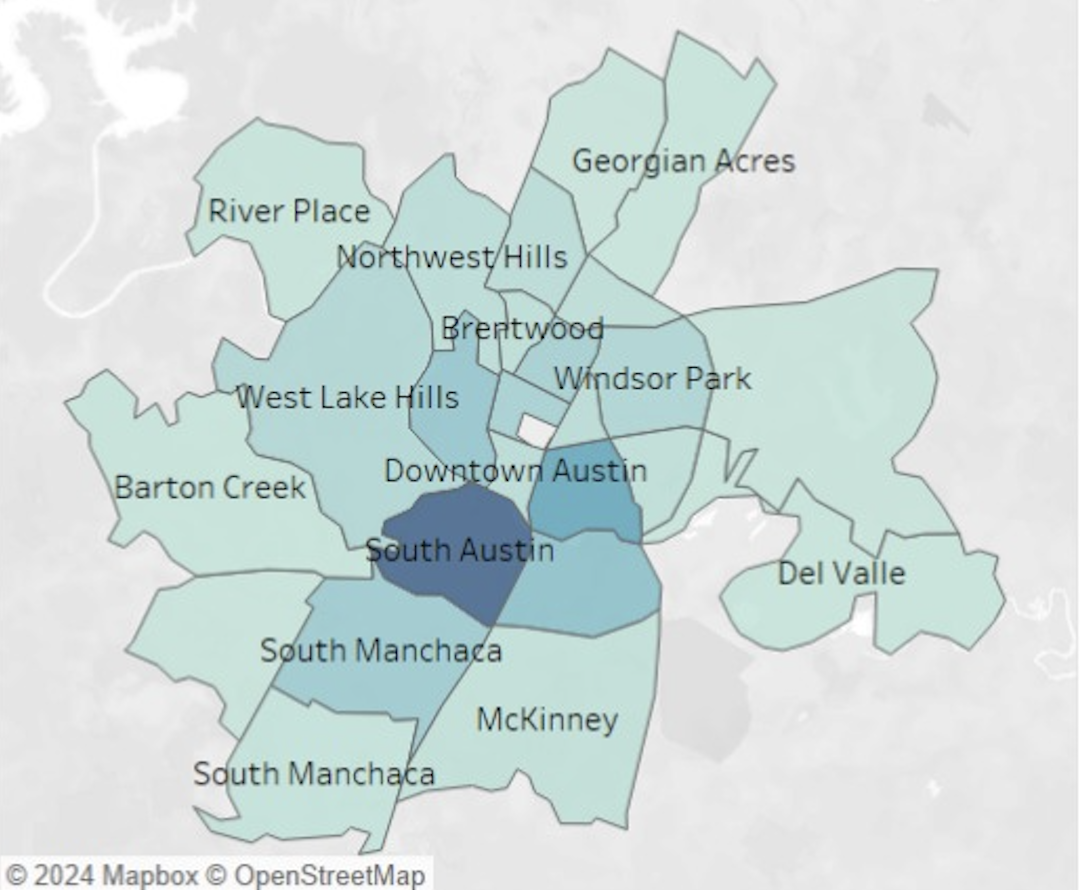 Georgian Acres
River Place
Northwest Hills
Brentwood
Windsor Park
West Lake Hills
Downtown Austin
Barton Creek
South Austin
Del Valle
South Manchaca
McKinney
South Manchaca
© 2024 Mapbox © OpenStreetMap